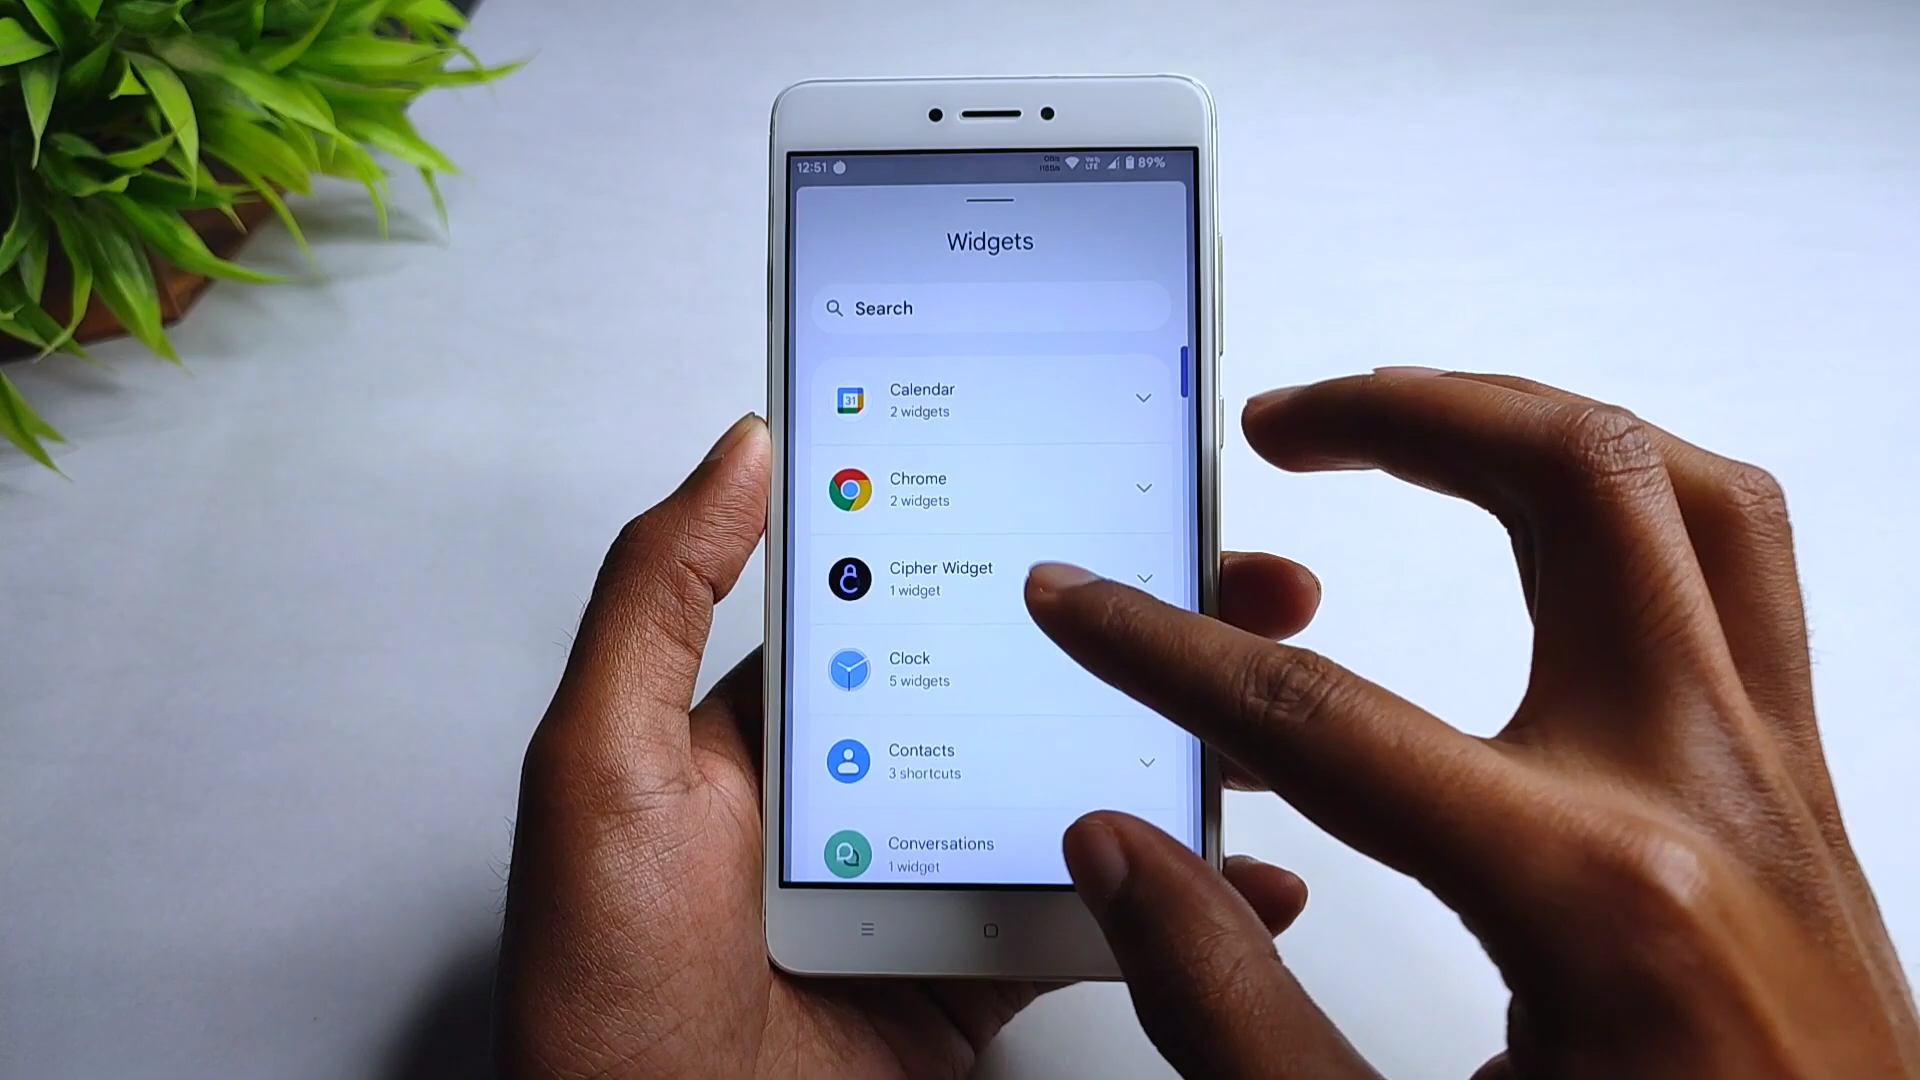 12:51
VoLTE 89%
Widgets
Search
31
Calendar
2 widgets
Chrome
2 widgets
Cipher Widget
1 widget
Clock
5 widgets
Contacts
3 shortcuts
Conversations
1 widget